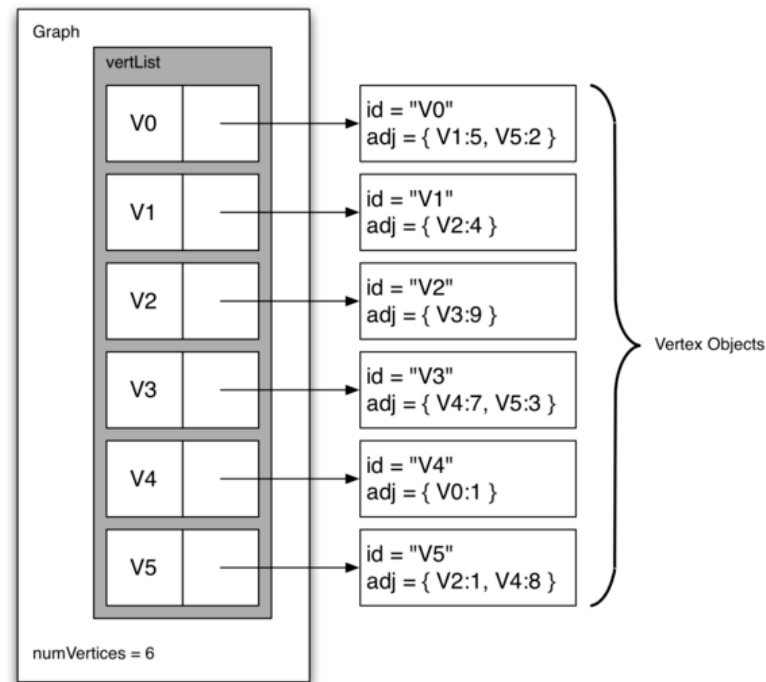 Graph
vertList
V0
id = "V0"
adj = { V1:5, V5:2 }
V1
id = "V1"
adj = { V2:4 }
V2
id = "V2"
adj = { V3:9 }
V3
id = "V3"
adj = { V4:7, V5:3 }
V4
id = "V4"
adj = { V0:1 }
V5
id = "V5"
adj = { V2:1, V4:8 }
Vertex Objects
numVertices = 6